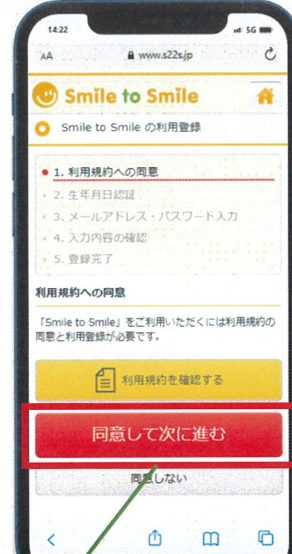 14:22
5G
AA
www.s22s.jp
Smile to Smile
Smile to Smile の利用登録
1. 利用規約への同意
2. 生年月日認証
3. メールアドレス・パスワード入力
4. 入力内容の確認
5. 登録完了
利用規約への同意
「Smile to Smile」をご利用いただくには利用規約の
同意と利用登録が必要です。
利用規約を確認する
同意して次に進む
同意しない